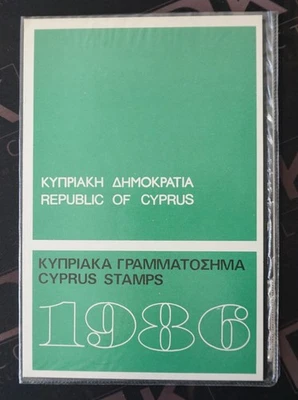 ΚΥΠΡΙΑΚΗ ΔΗΜΟΚΡΑΤΙΑ
REPUBLIC OF CYPRUS
ΚΥΠΡΙΑΚΑ ΓΡΑΜΜΑΤΟΣΗΜΑ
CYPRUS STAMPS
1986